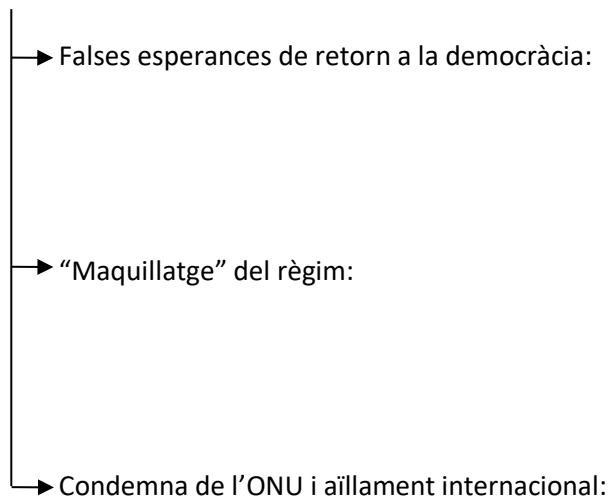 Falses esperances de retorn a la democràcia:
“Maquillatge” del règim:
Condemna de l’ONU i aïllament internacional: